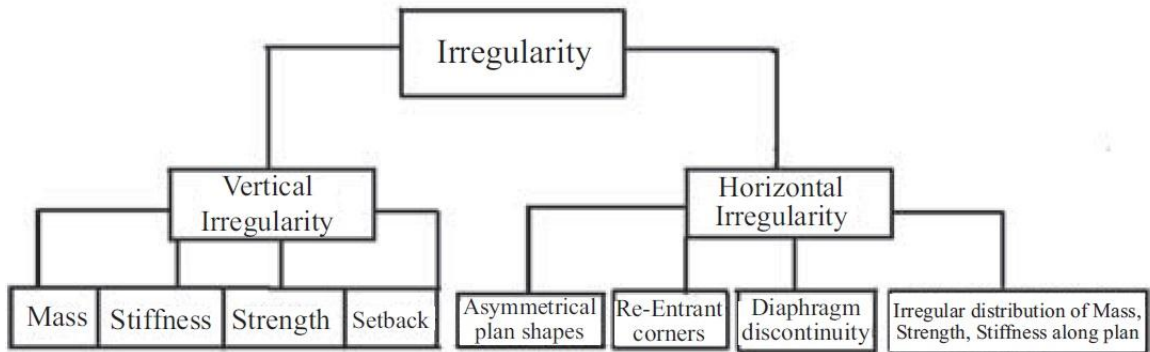 Irregularity
Vertical
Irregularity
Horizontal
Irregularity
Mass
Stiffness
Strength
Setback
Asymmetrical
plan shapes
Re-Entrant
corners
Diaphragm
discontinuity
Irregular distribution of Mass,
Strength, Stiffness along plan